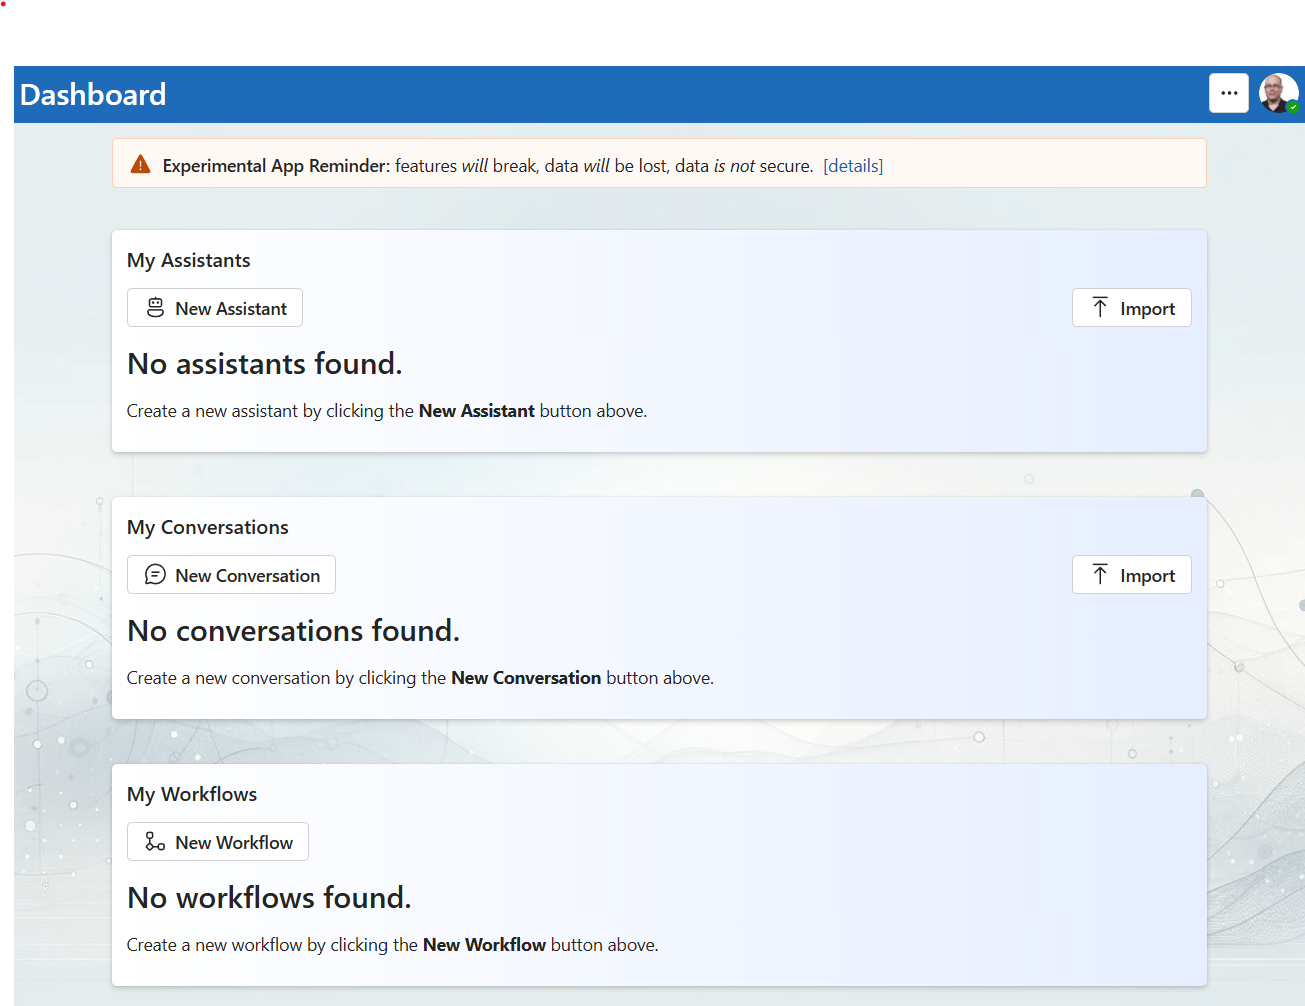 Dashboard
Experimental App Reminder: features will break, data will be lost, data is not secure. [details]
My Assistants
New Assistant
Import
No assistants found.
Create a new assistant by clicking the New Assistant button above.
My Conversations
New Conversation
Import
No conversations found.
Create a new conversation by clicking the New Conversation button above.
My Workflows
New Workflow
No workflows found.
Create a new workflow by clicking the New Workflow button above.